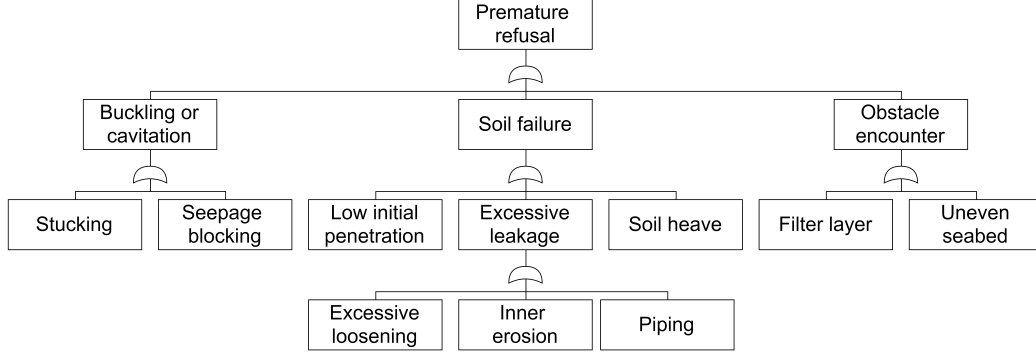 Premature
refusal
Buckling or
cavitation
Soil failure
Obstacle
encounter
Stucking
Seepage
blocking
Low initial
penetration
Excessive
leakage
Soil heave
Filter layer
Uneven
seabed
Excessive
loosening
Inner
erosion
Piping